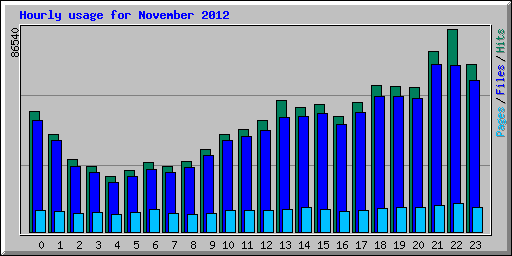 Hourly usage for November 2012
86540
Pages/Files/Hits
0 1 2 3 4 5 6 7 8 9 10 11 12 13 14 15 16 17 18 19 20 21 22 23